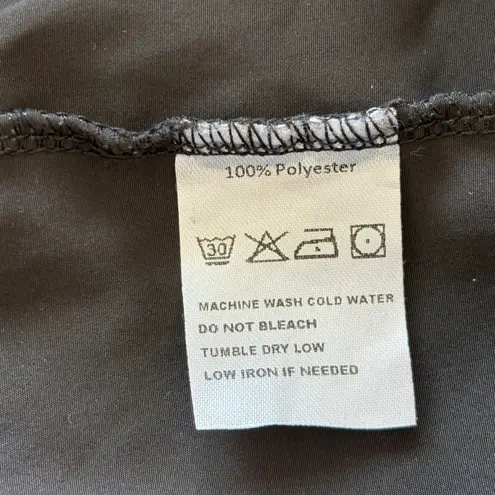 100% Polyester
30
MACHINE WASH COLD WATER
DO NOT BLEACH
TUMBLE DRY LOW
LOW IRON IF NEEDED